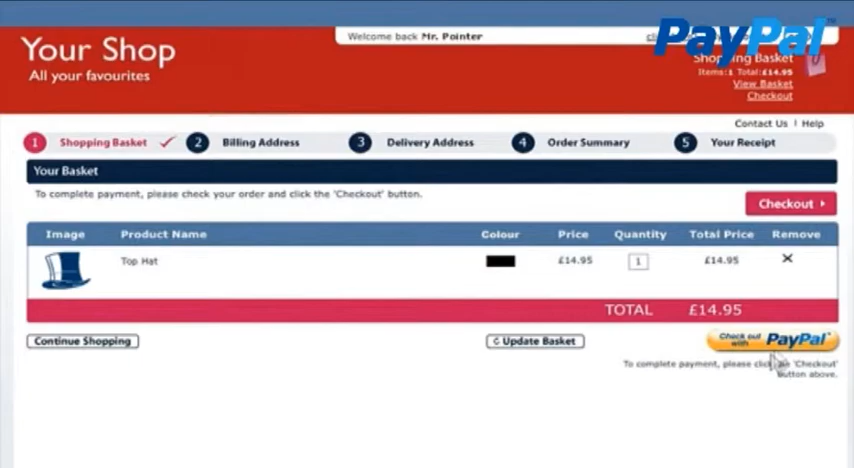 PayPal
Your Shop
All your favourites
Welcome back Mr. Pointer
Shopping Basket
Items:1 Total:£14.95
View Basket
Checkout
Contact Us | Help
1 Shopping Basket 2 Billing Address 3 Delivery Address 4 Order Summary 5 Your Receipt
Your Basket
To complete payment, please check your order and click the 'Checkout' button.
Checkout
Image Product Name Colour Price Quantity Total Price Remove
Top Hat £14.95 1 £14.95 X
TOTAL £14.95
Continue Shopping Update Basket Check out with PayPal
To complete payment, please click 'Checkout'
button above.